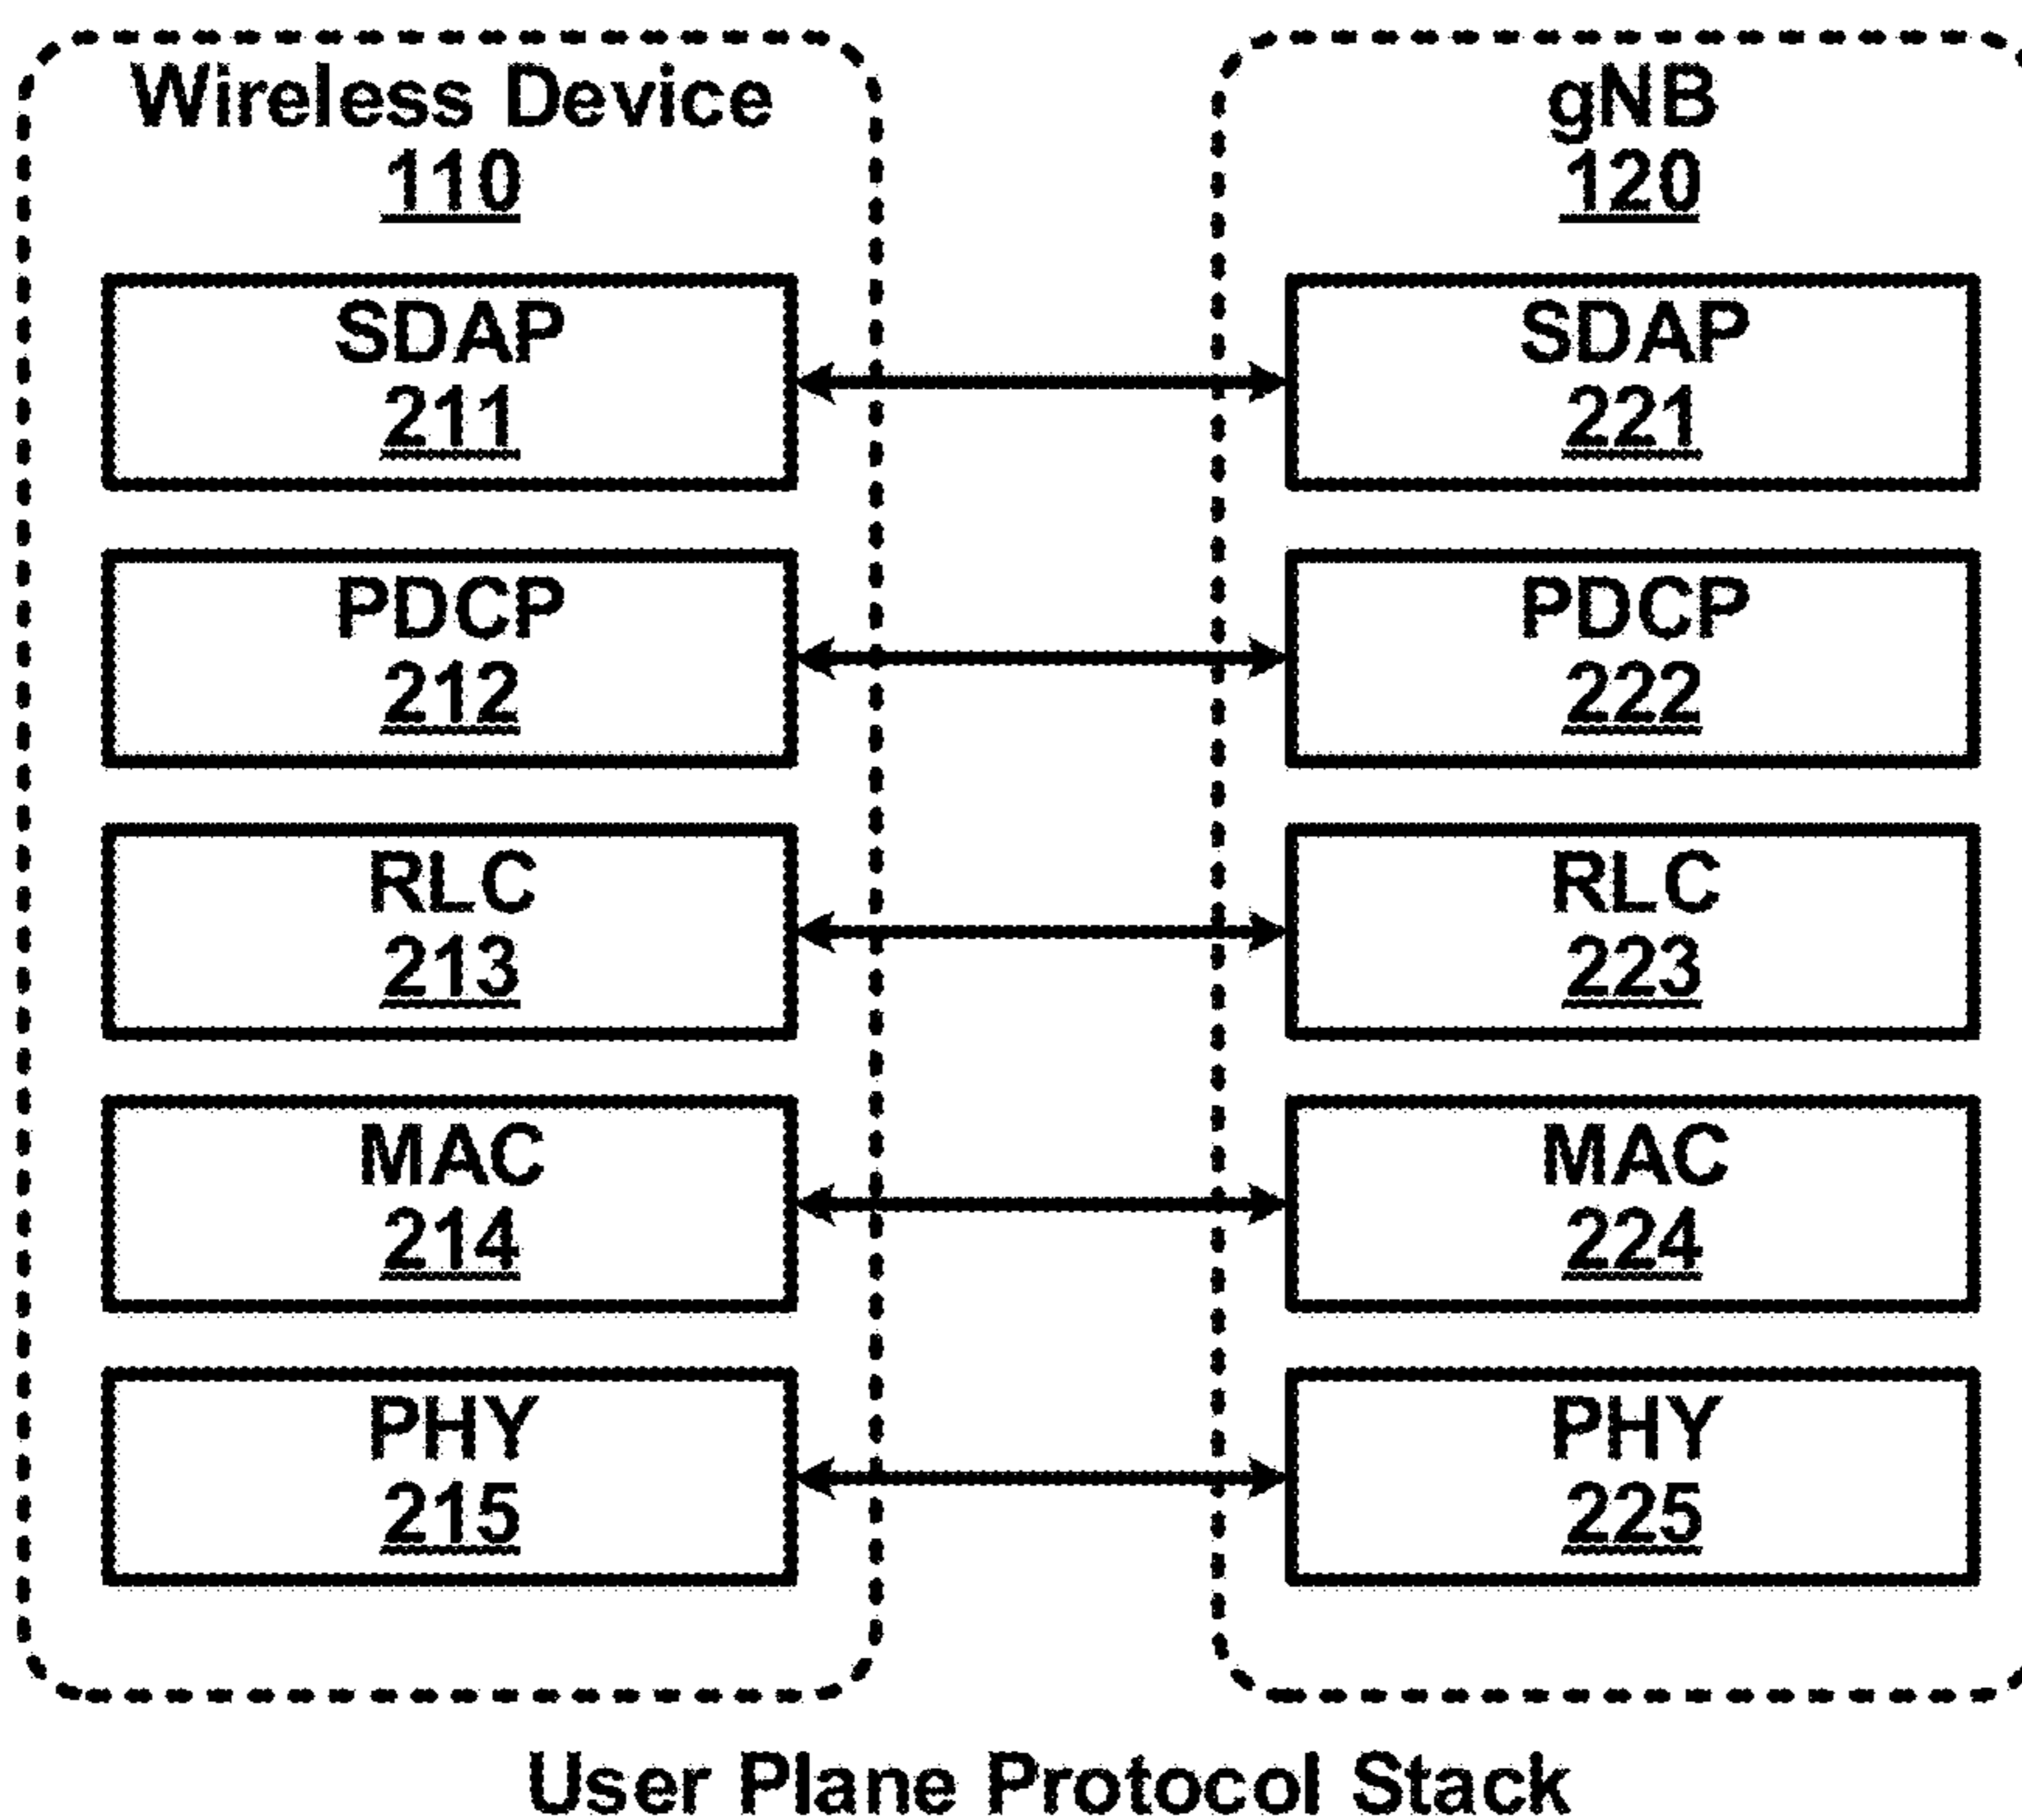 Wireless Device
110
gNB
120
SDAP
211
SDAP
221
PDCP
212
PDCP
222
RLC
213
RLC
223
MAC
214
MAC
224
PHY
215
PHY
225
User Plane Protocol Stack